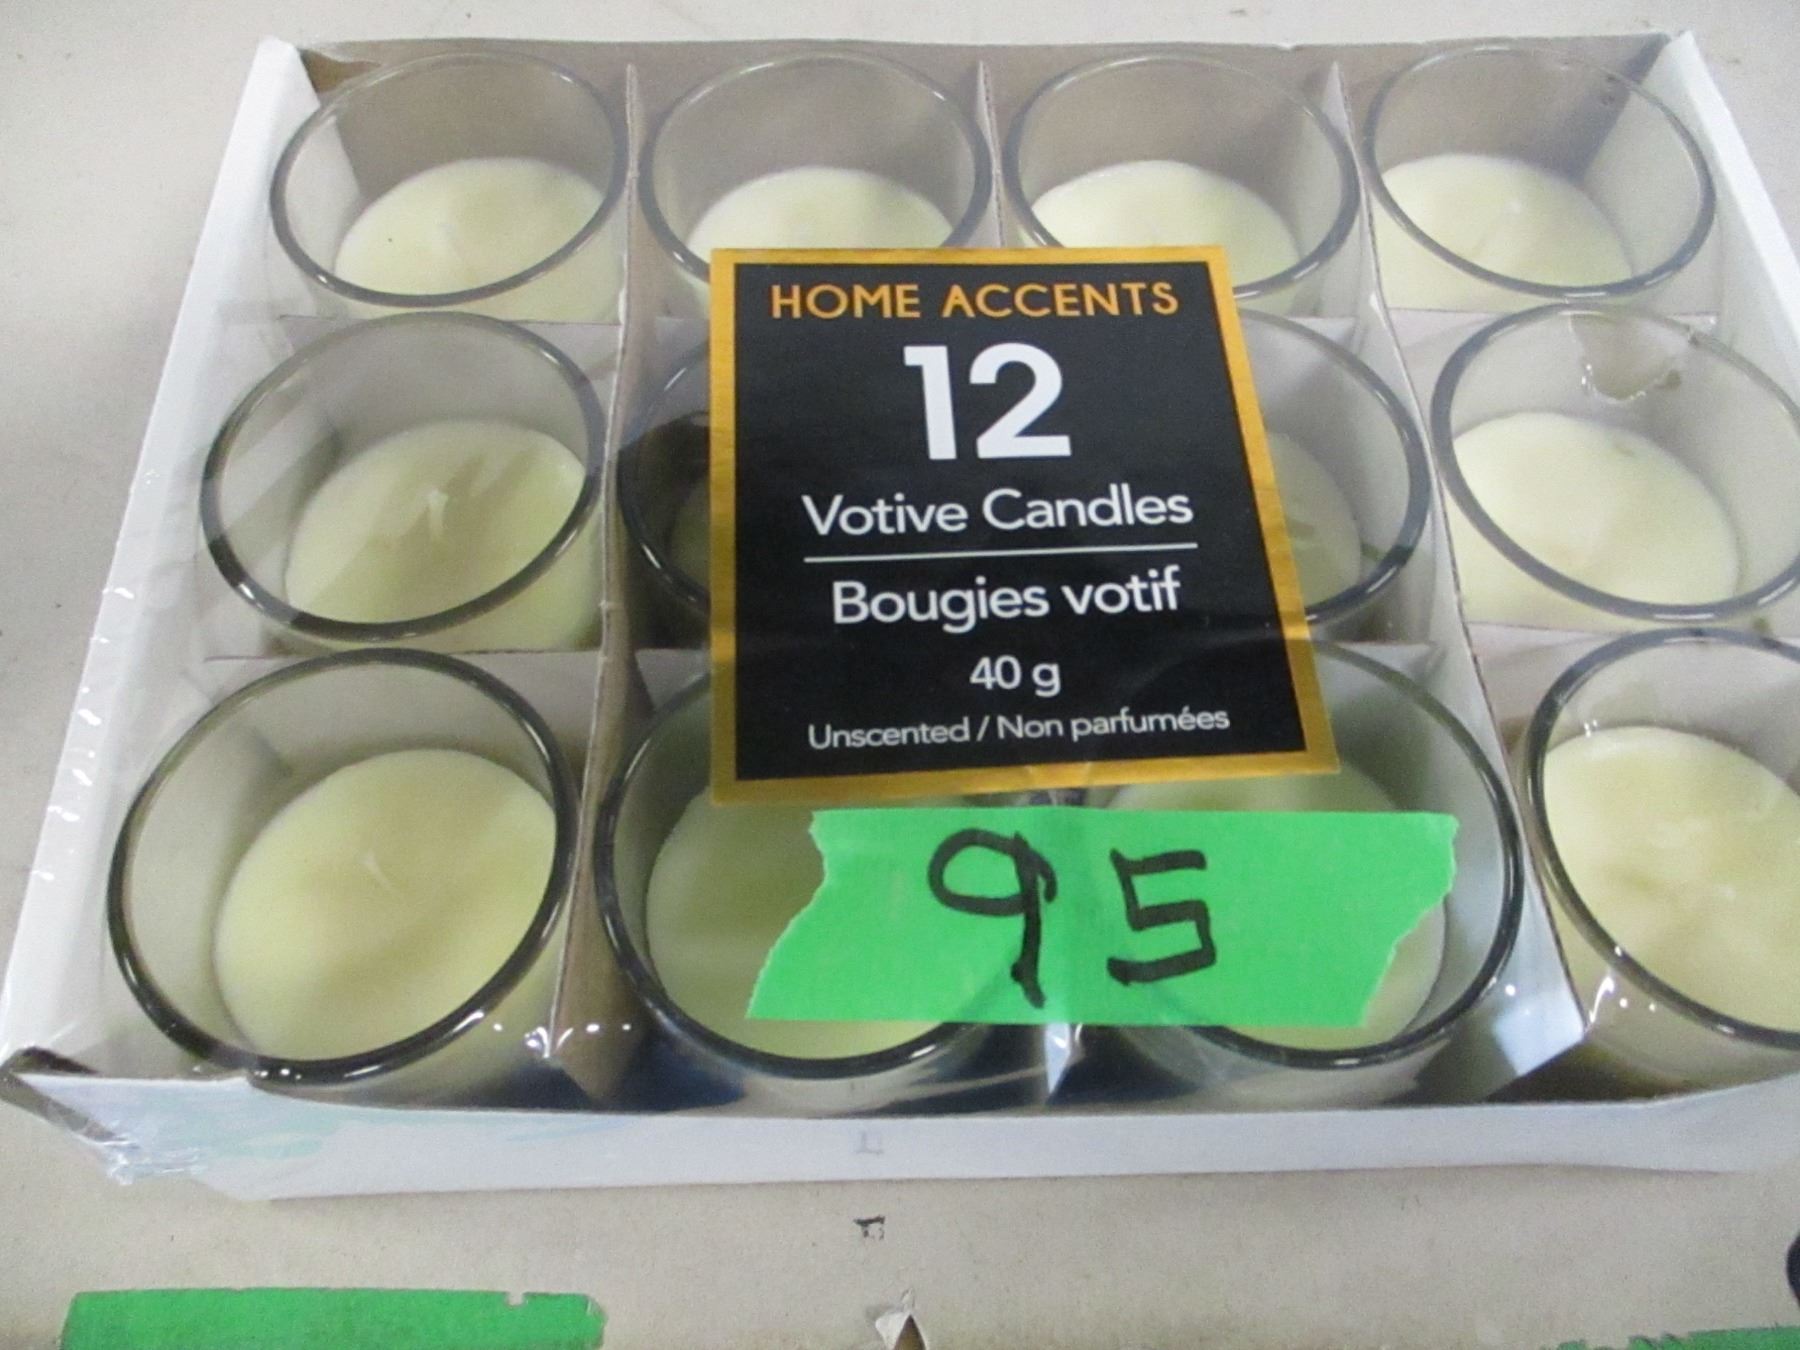 HOME ACCENTS
12
Votive Candles
Bougies votif
40 g
Unscented / Non parfumées
95